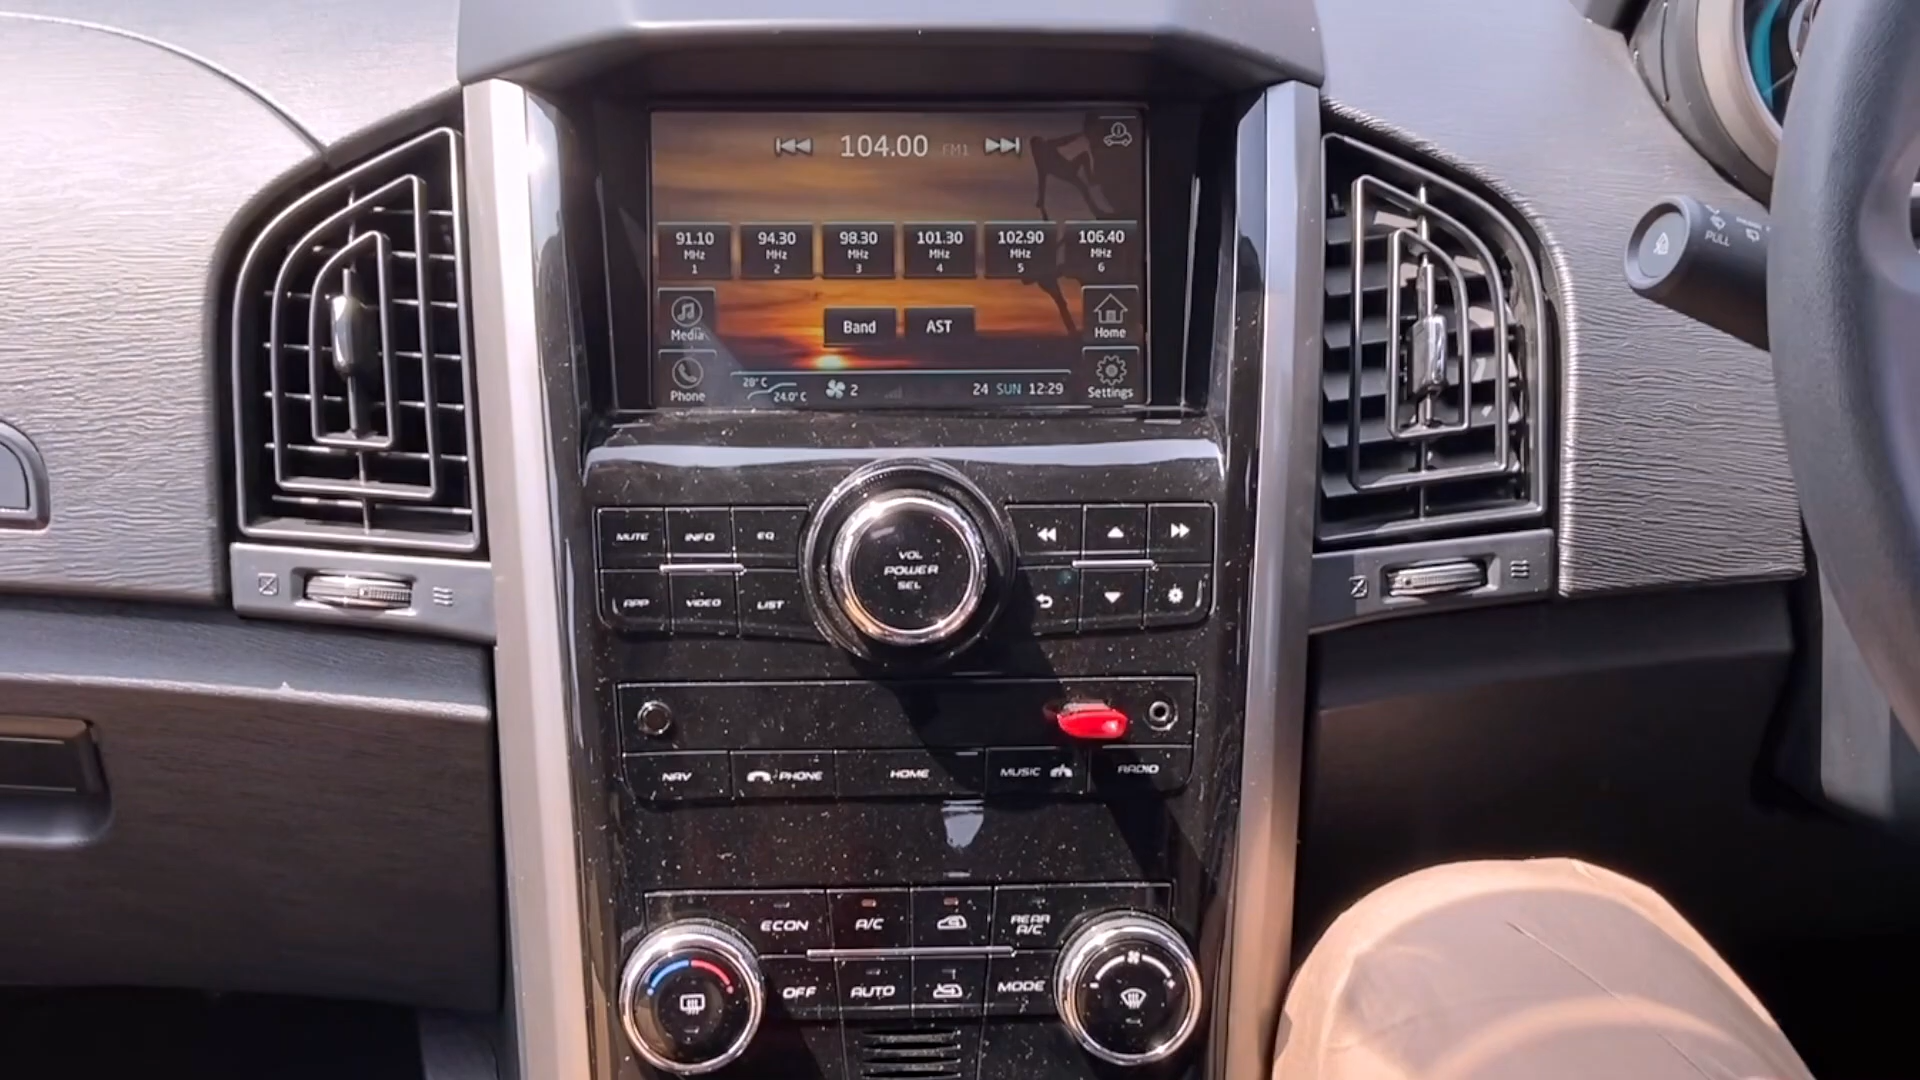 104.00 FM1
91.10 MHz 1
94.30 MHz 2
98.30 MHz 3
101.30 MHz 4
102.90 MHz 5
106.40 MHz 6
Media
Band
AST
Home
Phone
28°C
24.0°C
2
24 SUN 12:29
Settings
PULL
MUTE INFO EQ
APP VIDEO LIST
VOL
POWER
SEL
NAV PHONE HOME MUSIC RADIO
ECON A/C
REAR
A/C
OFF AUTO MODE